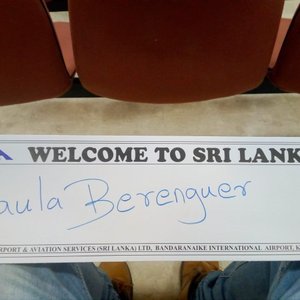 WELCOME TO SRI LANK
aula Berenguer
RPORT & AVIATION SERVICES (SRI LANKA) LTD, BANDARANAIKE INTERNATIONAL AIRPORT, K